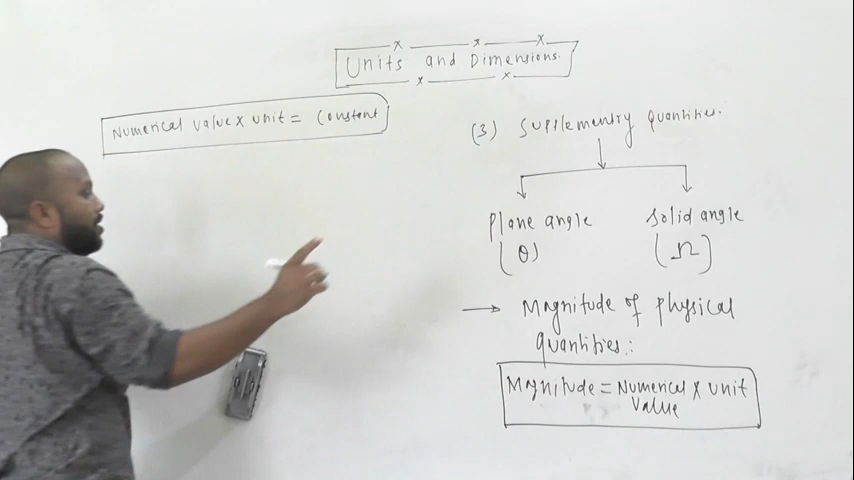 Units and Dimensions.
Numerical value x unit = Constant
(3) Supplementry quantities.
Plane angle
(θ)
Solid angle
(Ω)
→ Magnitude of physical
quantities:
Magnitude = Numerical x unit
value